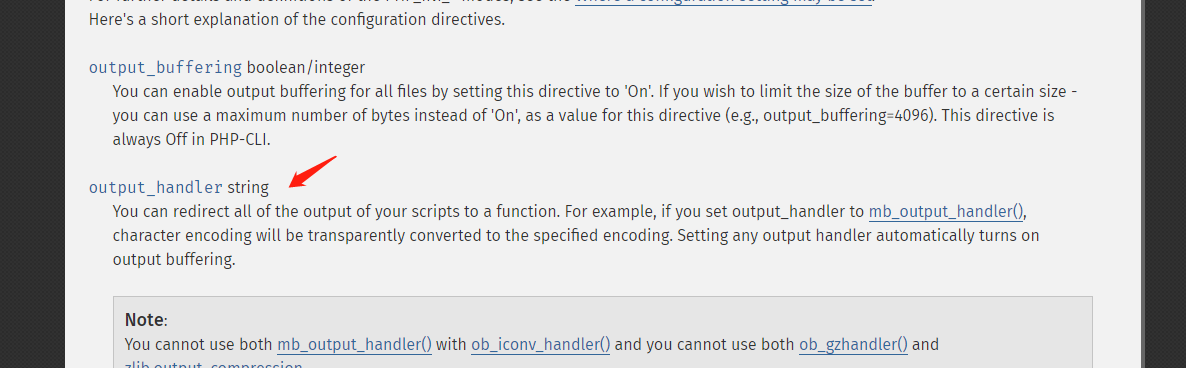 Here's a short explanation of the configuration directives.
output_buffering boolean/integer
You can enable output buffering for all files by setting this directive to 'On'. If you wish to limit the size of the buffer to a certain size -
you can use a maximum number of bytes instead of 'On', as a value for this directive (e.g., output_buffering=4096). This directive is
always Off in PHP-CLI.
output_handler string
You can redirect all of the output of your scripts to a function. For example, if you set output_handler to mb_output_handler(),
character encoding will be transparently converted to the specified encoding. Setting any output handler automatically turns on
output buffering.
Note:
You cannot use both mb_output_handler() with ob_iconv_handler() and you cannot use both ob_gzhandler() and
zlib.output_compression